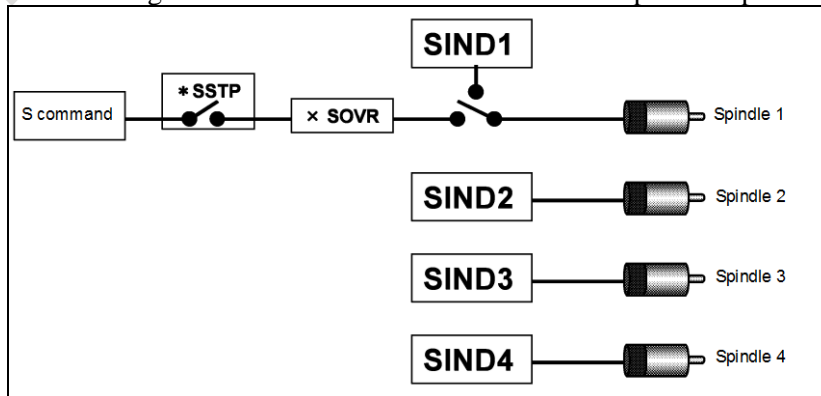 SIND1
S command
*SSTP
× SOVR
Spindle 1
SIND2
Spindle 2
SIND3
Spindle 3
SIND4
Spindle 4